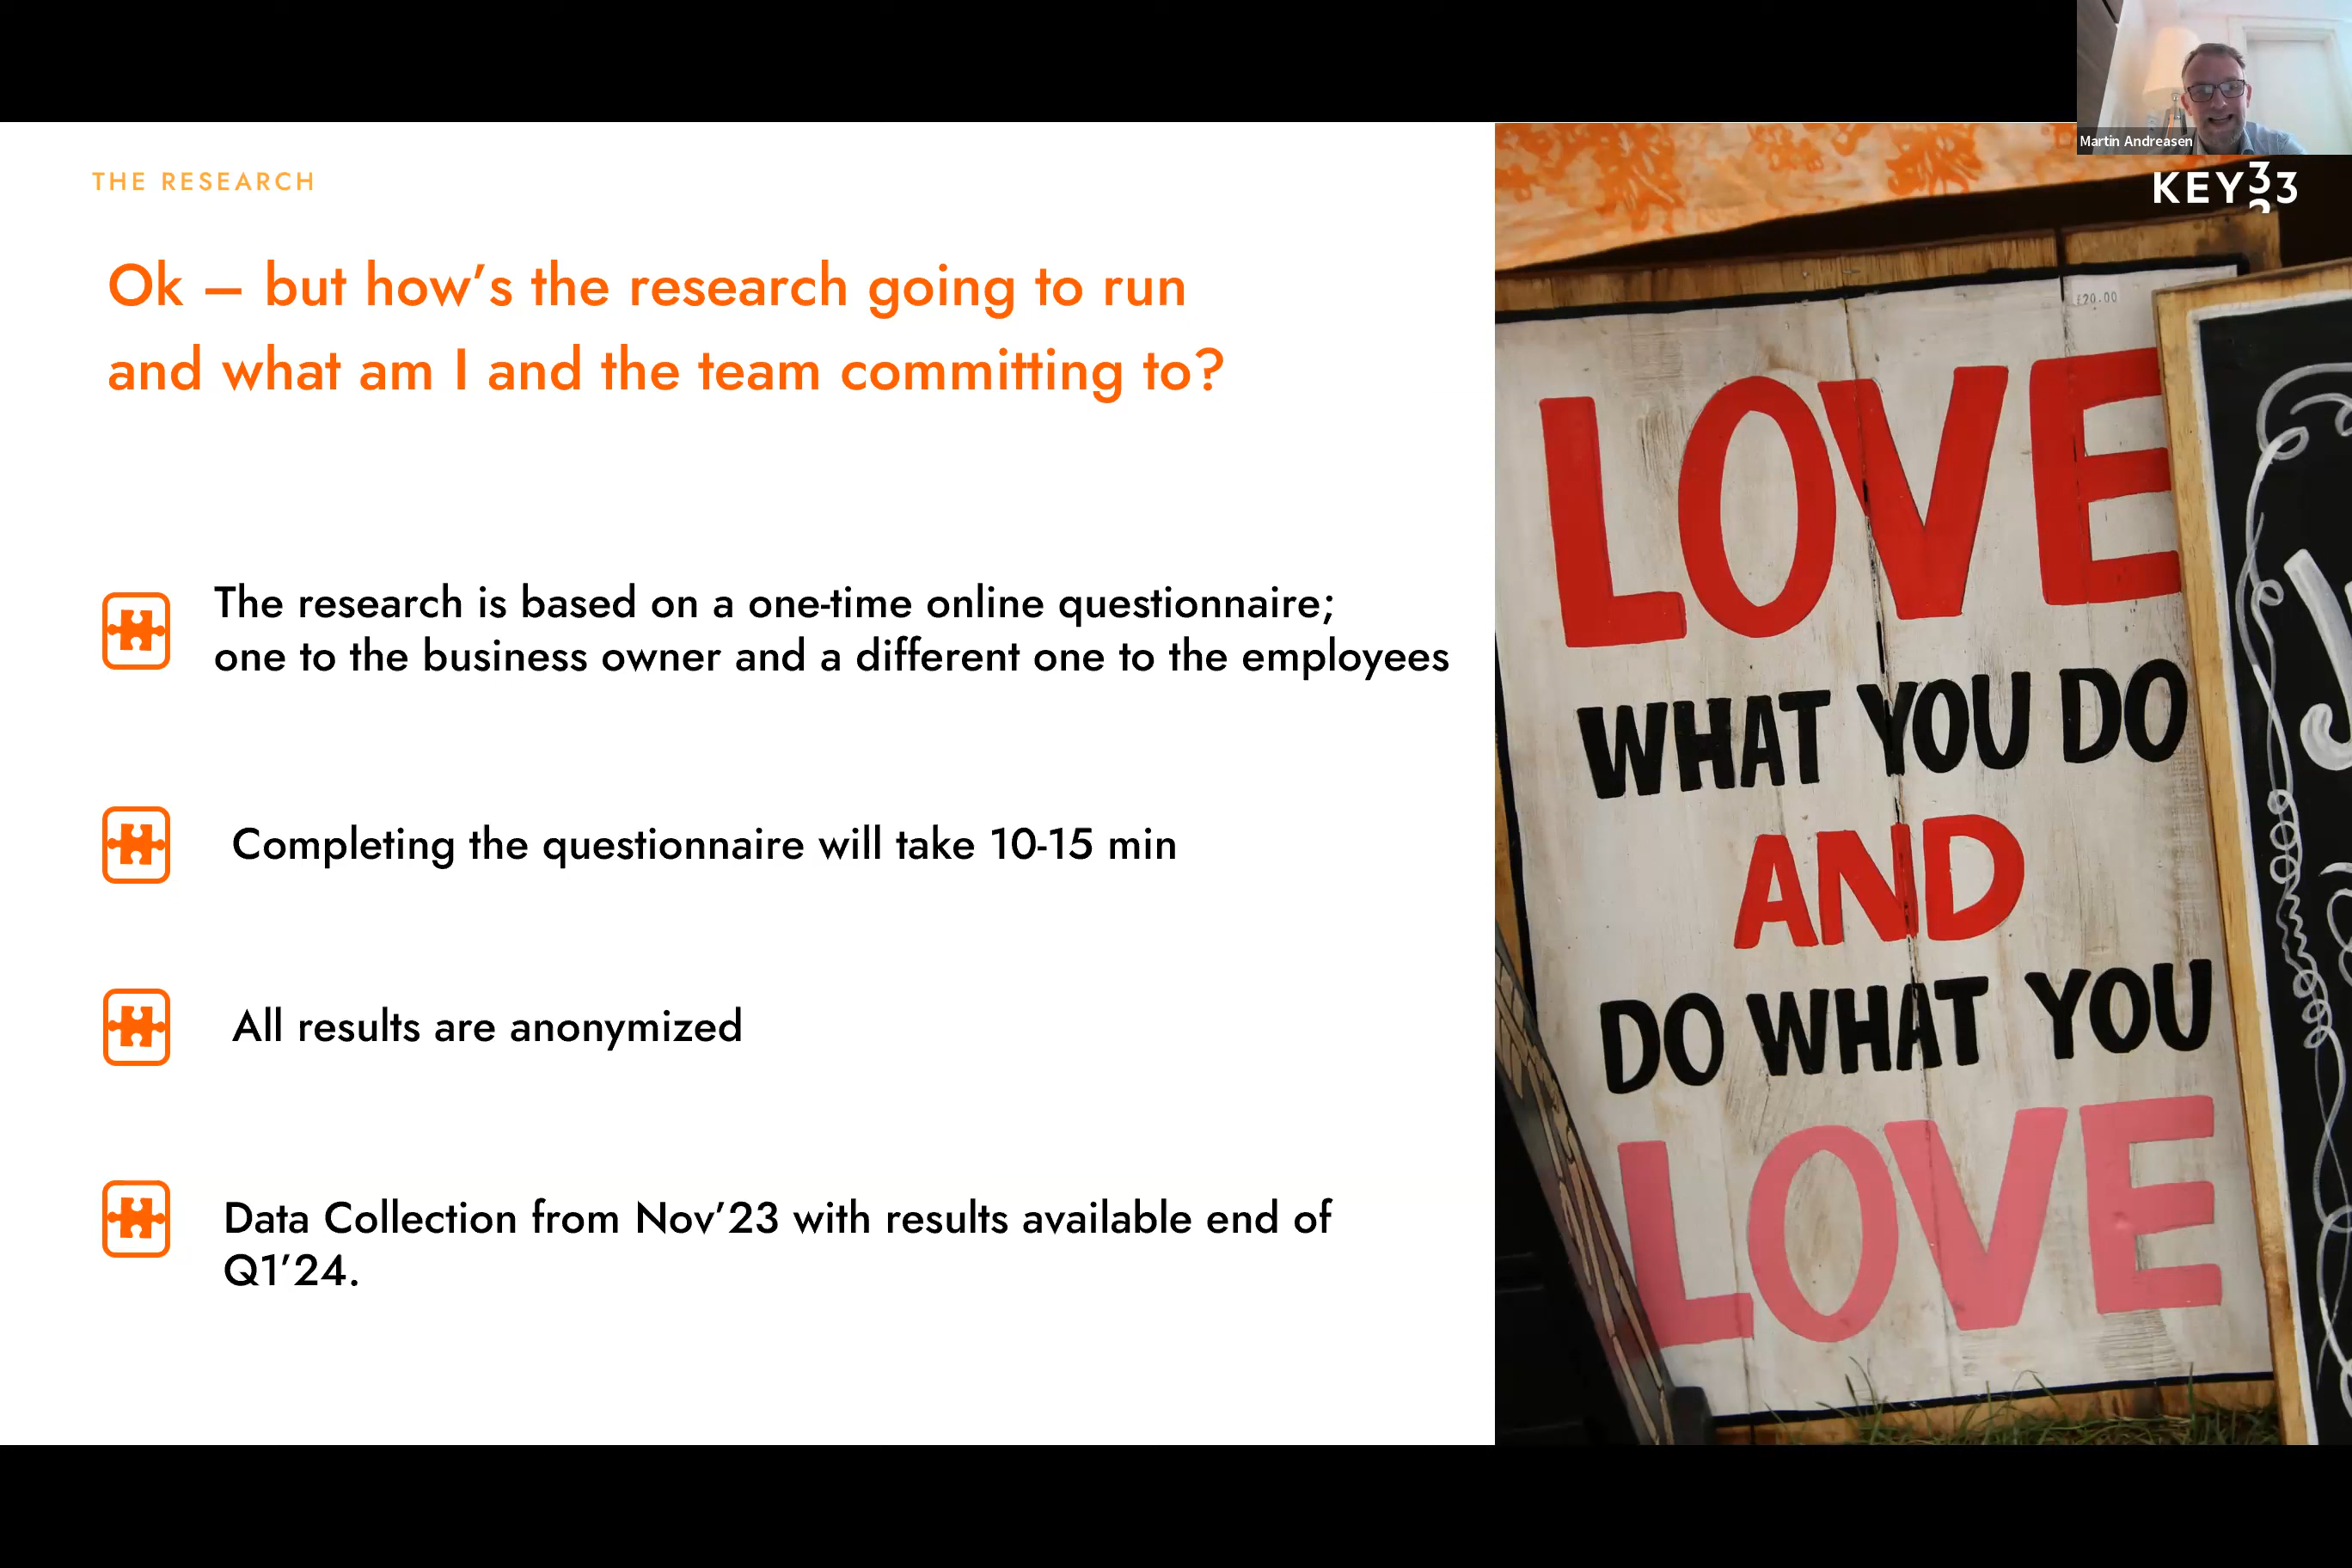 Martin Andreasen
THE RESEARCH
KEY33
Ok – but how’s the research going to run
and what am I and the team committing to?
The research is based on a one-time online questionnaire;
one to the business owner and a different one to the employees
Completing the questionnaire will take 10-15 min
All results are anonymized
Data Collection from Nov’23 with results available end of
Q1’24.
£20.00
LOVE
WHAT YOU DO
AND
DO WHAT YOU
LOVE